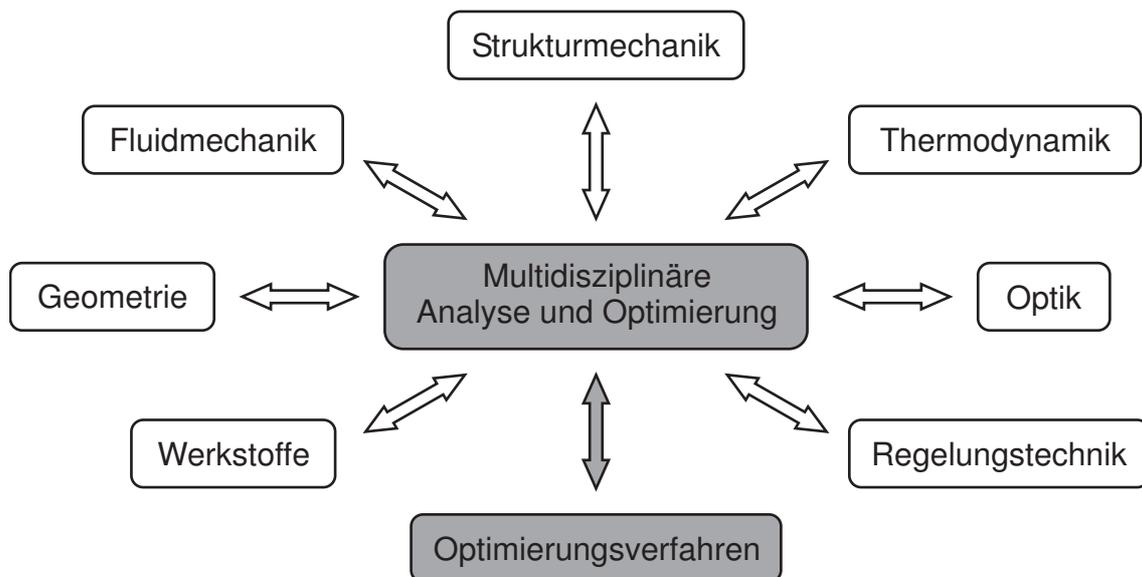 Strukturmechanik
Fluidmechanik
Thermodynamik
Geometrie
Multidisziplinäre
Analyse und Optimierung
Optik
Werkstoffe
Regelungstechnik
Optimierungsverfahren